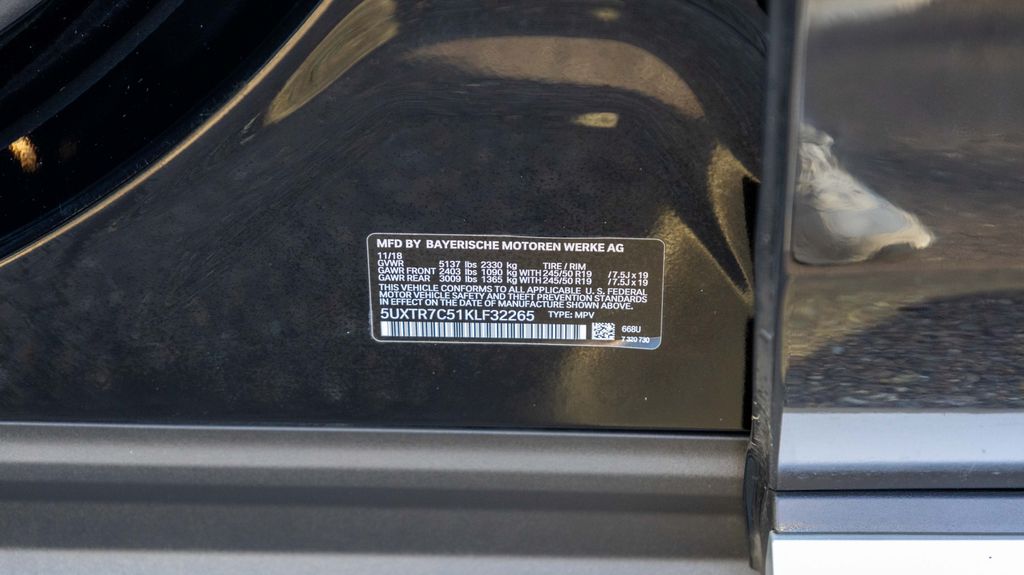 MFD BY BAYERISCHE MOTOREN WERKE AG
11/18
GVWR 5137 lbs 2330 kg TIRE / RIM
GAWR FRONT 2403 lbs 1090 kg WITH 245/50 R19 /7.5J x 19
GAWR REAR 3009 lbs 1365 kg WITH 245/50 R19 /7.5J x 19
THIS VEHICLE CONFORMS TO ALL APPLICABLE U. S. FEDERAL
MOTOR VEHICLE SAFETY AND THEFT PREVENTION STANDARDS
IN EFFECT ON THE DATE OF MANUFACTURE SHOWN ABOVE.
5UXTR7C51KLF32265 TYPE: MPV
668U
7 320 730